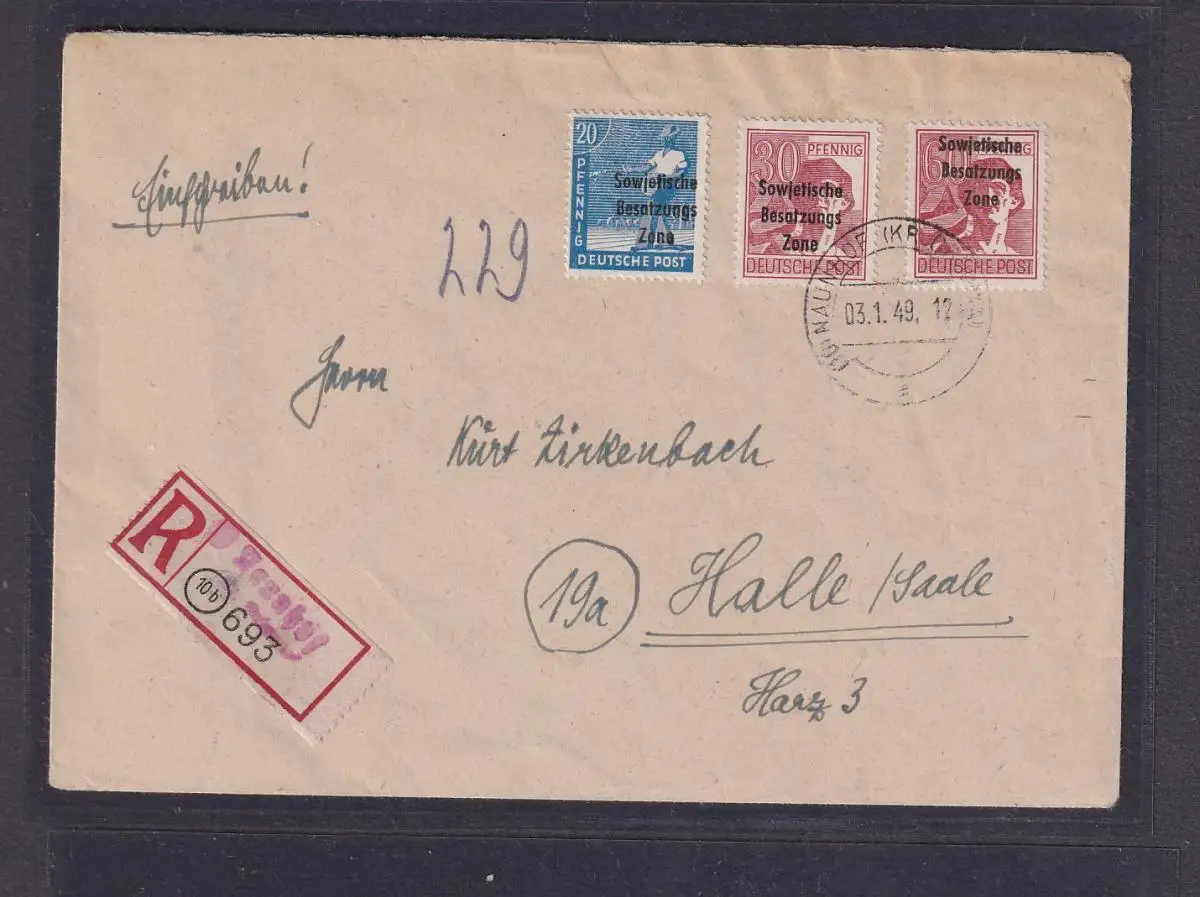 Einschreiben!
229
20
PFENNIG
Sowjetische
Besatzungs
Zone
DEUTSCHE POST
30 PFENNIG
Sowjetische
Besatzungs
Zone
DEUTSCHE POST
Sowjetische
Besatzungs
Zone
DEUTSCHE POST
03.1.49. 12
a
Herrn
Kurt Zirkenbach
19a Halle/Saale
Harz 3
R
10b
693